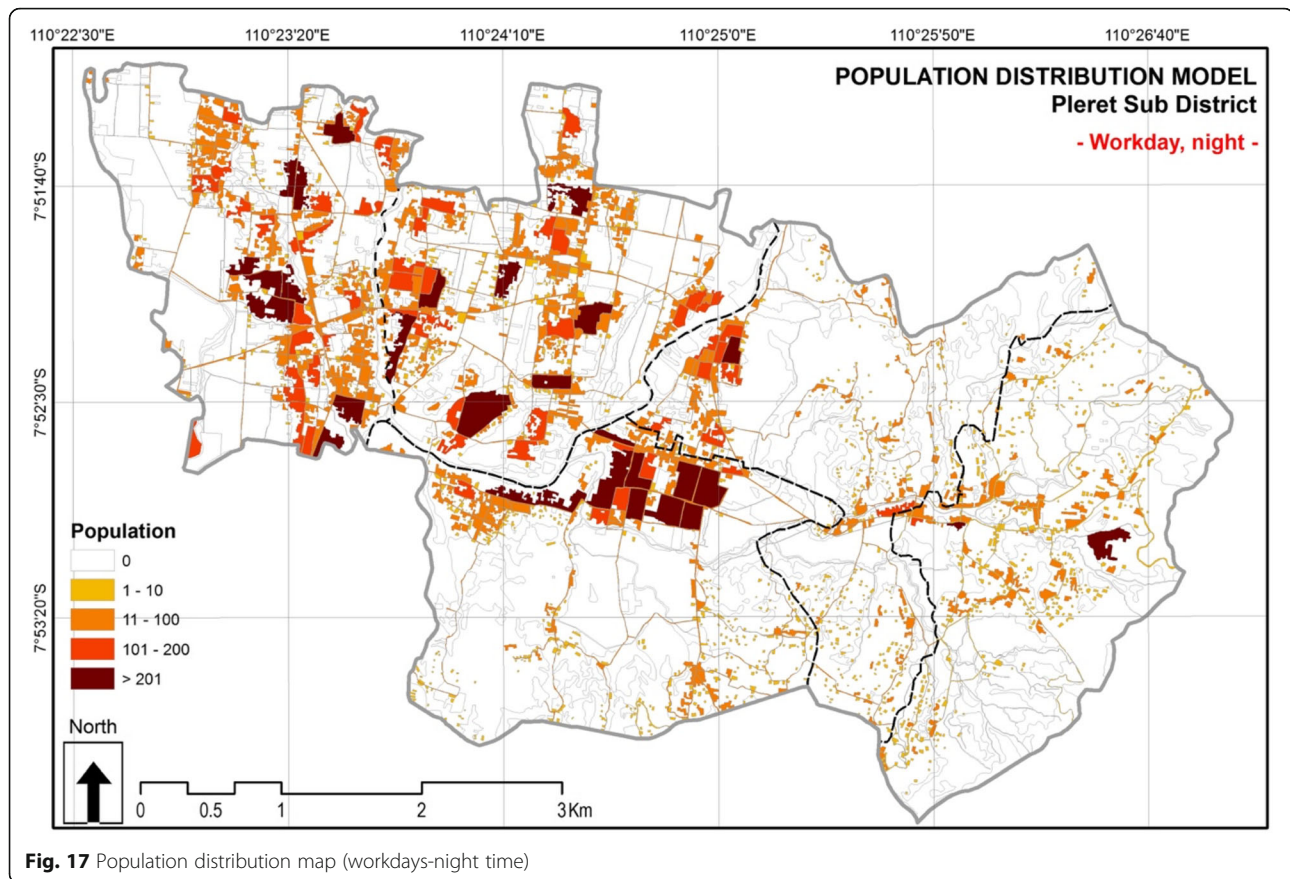 110°22'30"E 110°23'20"E 110°24'10"E 110°25'0"E 110°25'50"E 110°26'40"E
POPULATION DISTRIBUTION MODEL
Pleret Sub District
- Workday, night -
7°51'40"S
7°52'30"S
7°53'20"S
Population
0
1 - 10
11 - 100
101 - 200
> 201
North
0 0.5 1 2 3Km
Fig. 17 Population distribution map (workdays-night time)